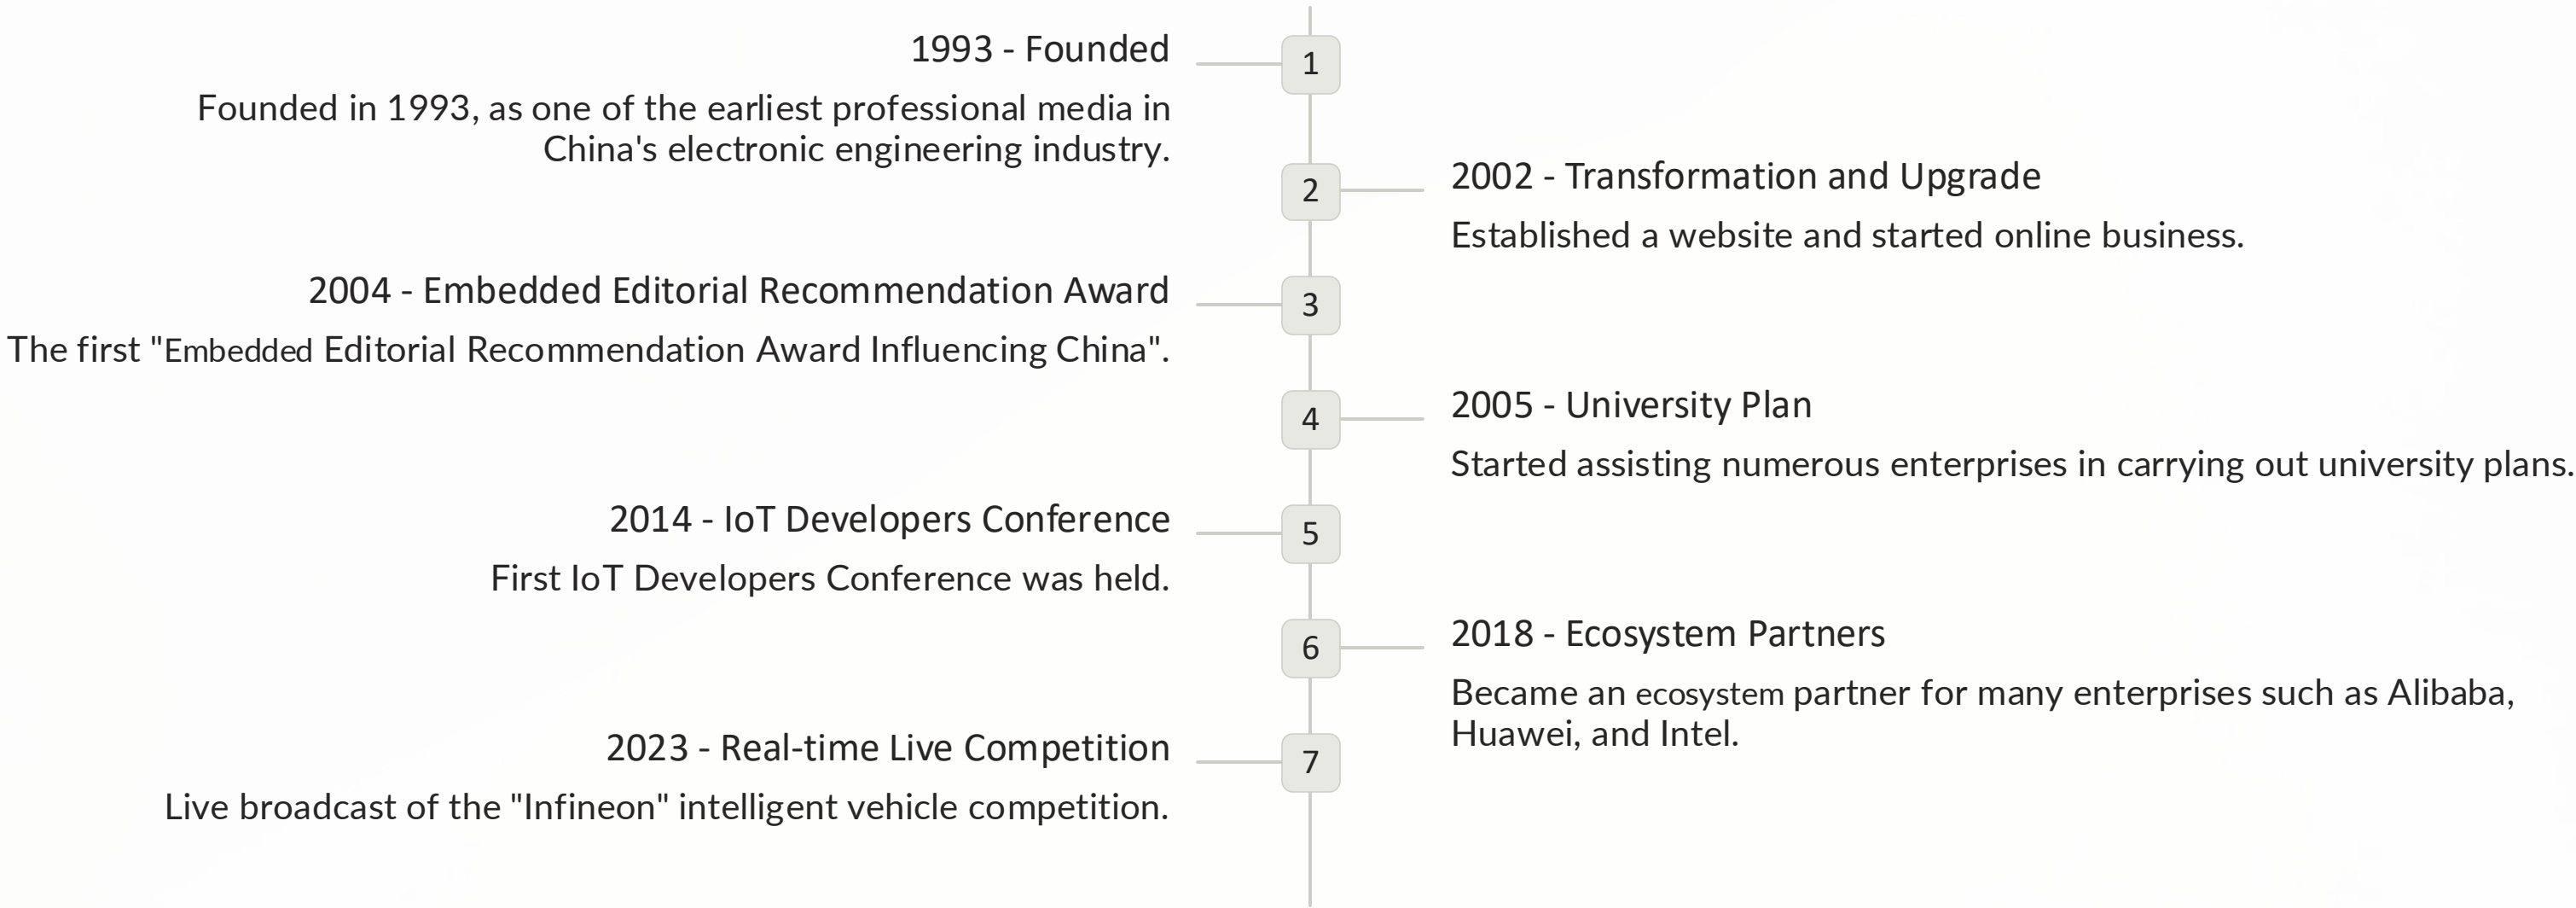 1993 - Founded
1
Founded in 1993, as one of the earliest professional media in
China's electronic engineering industry.
2
2002 - Transformation and Upgrade
Established a website and started online business.
2004 - Embedded Editorial Recommendation Award
3
The first "Embedded Editorial Recommendation Award Influencing China".
4
2005 - University Plan
Started assisting numerous enterprises in carrying out university plans.
2014 - IoT Developers Conference
5
First IoT Developers Conference was held.
6
2018 - Ecosystem Partners
Became an ecosystem partner for many enterprises such as Alibaba,
Huawei, and Intel.
2023 - Real-time Live Competition
7
Live broadcast of the "Infineon" intelligent vehicle competition.